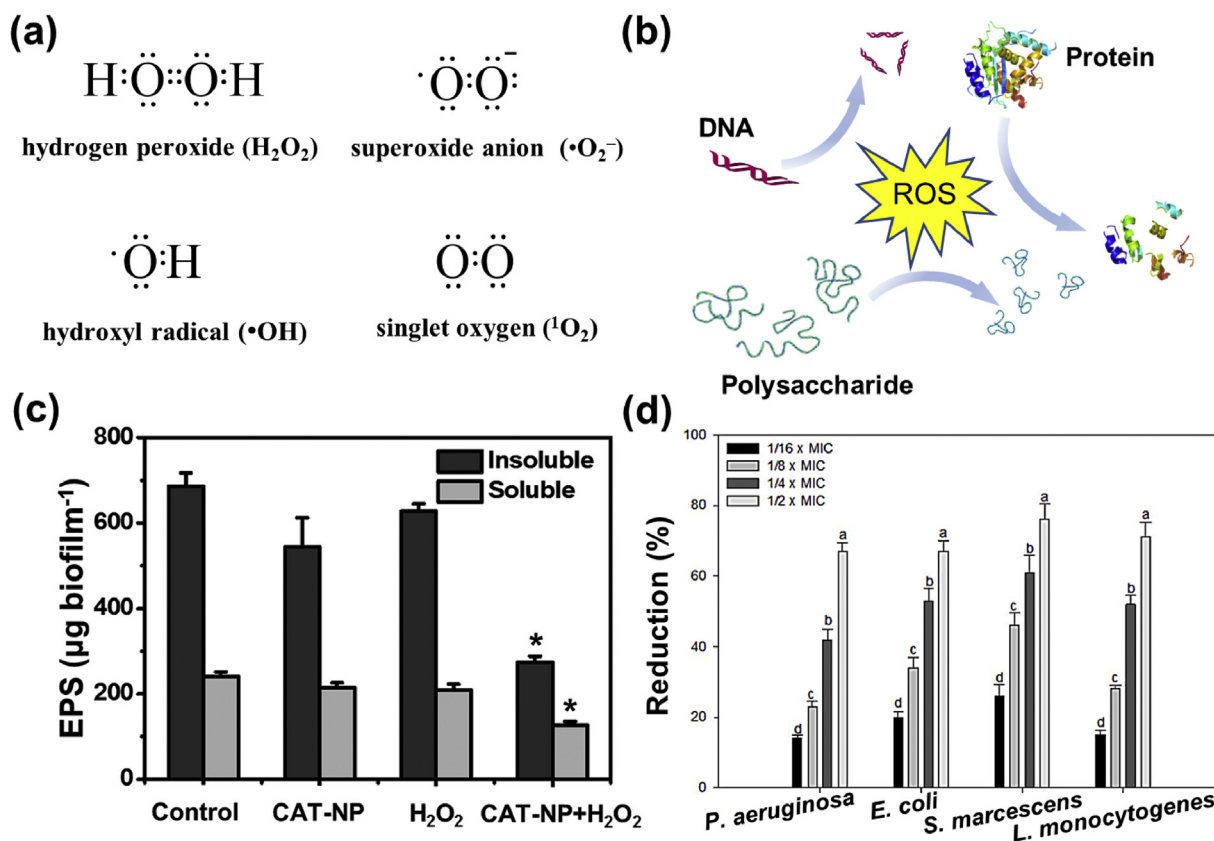 (a)
H:O::O:H
·O:O⁻
hydrogen peroxide (H₂O₂)
superoxide anion (•O₂⁻)
·O:H
O:O
hydroxyl radical (•OH)
singlet oxygen (¹O₂)
(b)
Protein
DNA
ROS
Polysaccharide
(c)
800
600
400
200
0
EPS (µg biofilm⁻¹)
Insoluble
Soluble
*
*
Control
CAT-NP
H₂O₂
CAT-NP+H₂O₂
(d)
100
80
60
40
20
0
Reduction (%)
1/16 x MIC
1/8 x MIC
1/4 x MIC
1/2 x MIC
d c b a
d c b a
d c b a
d c b a
P. aeruginosa
E. coli
S. marcescens
L. monocytogenes